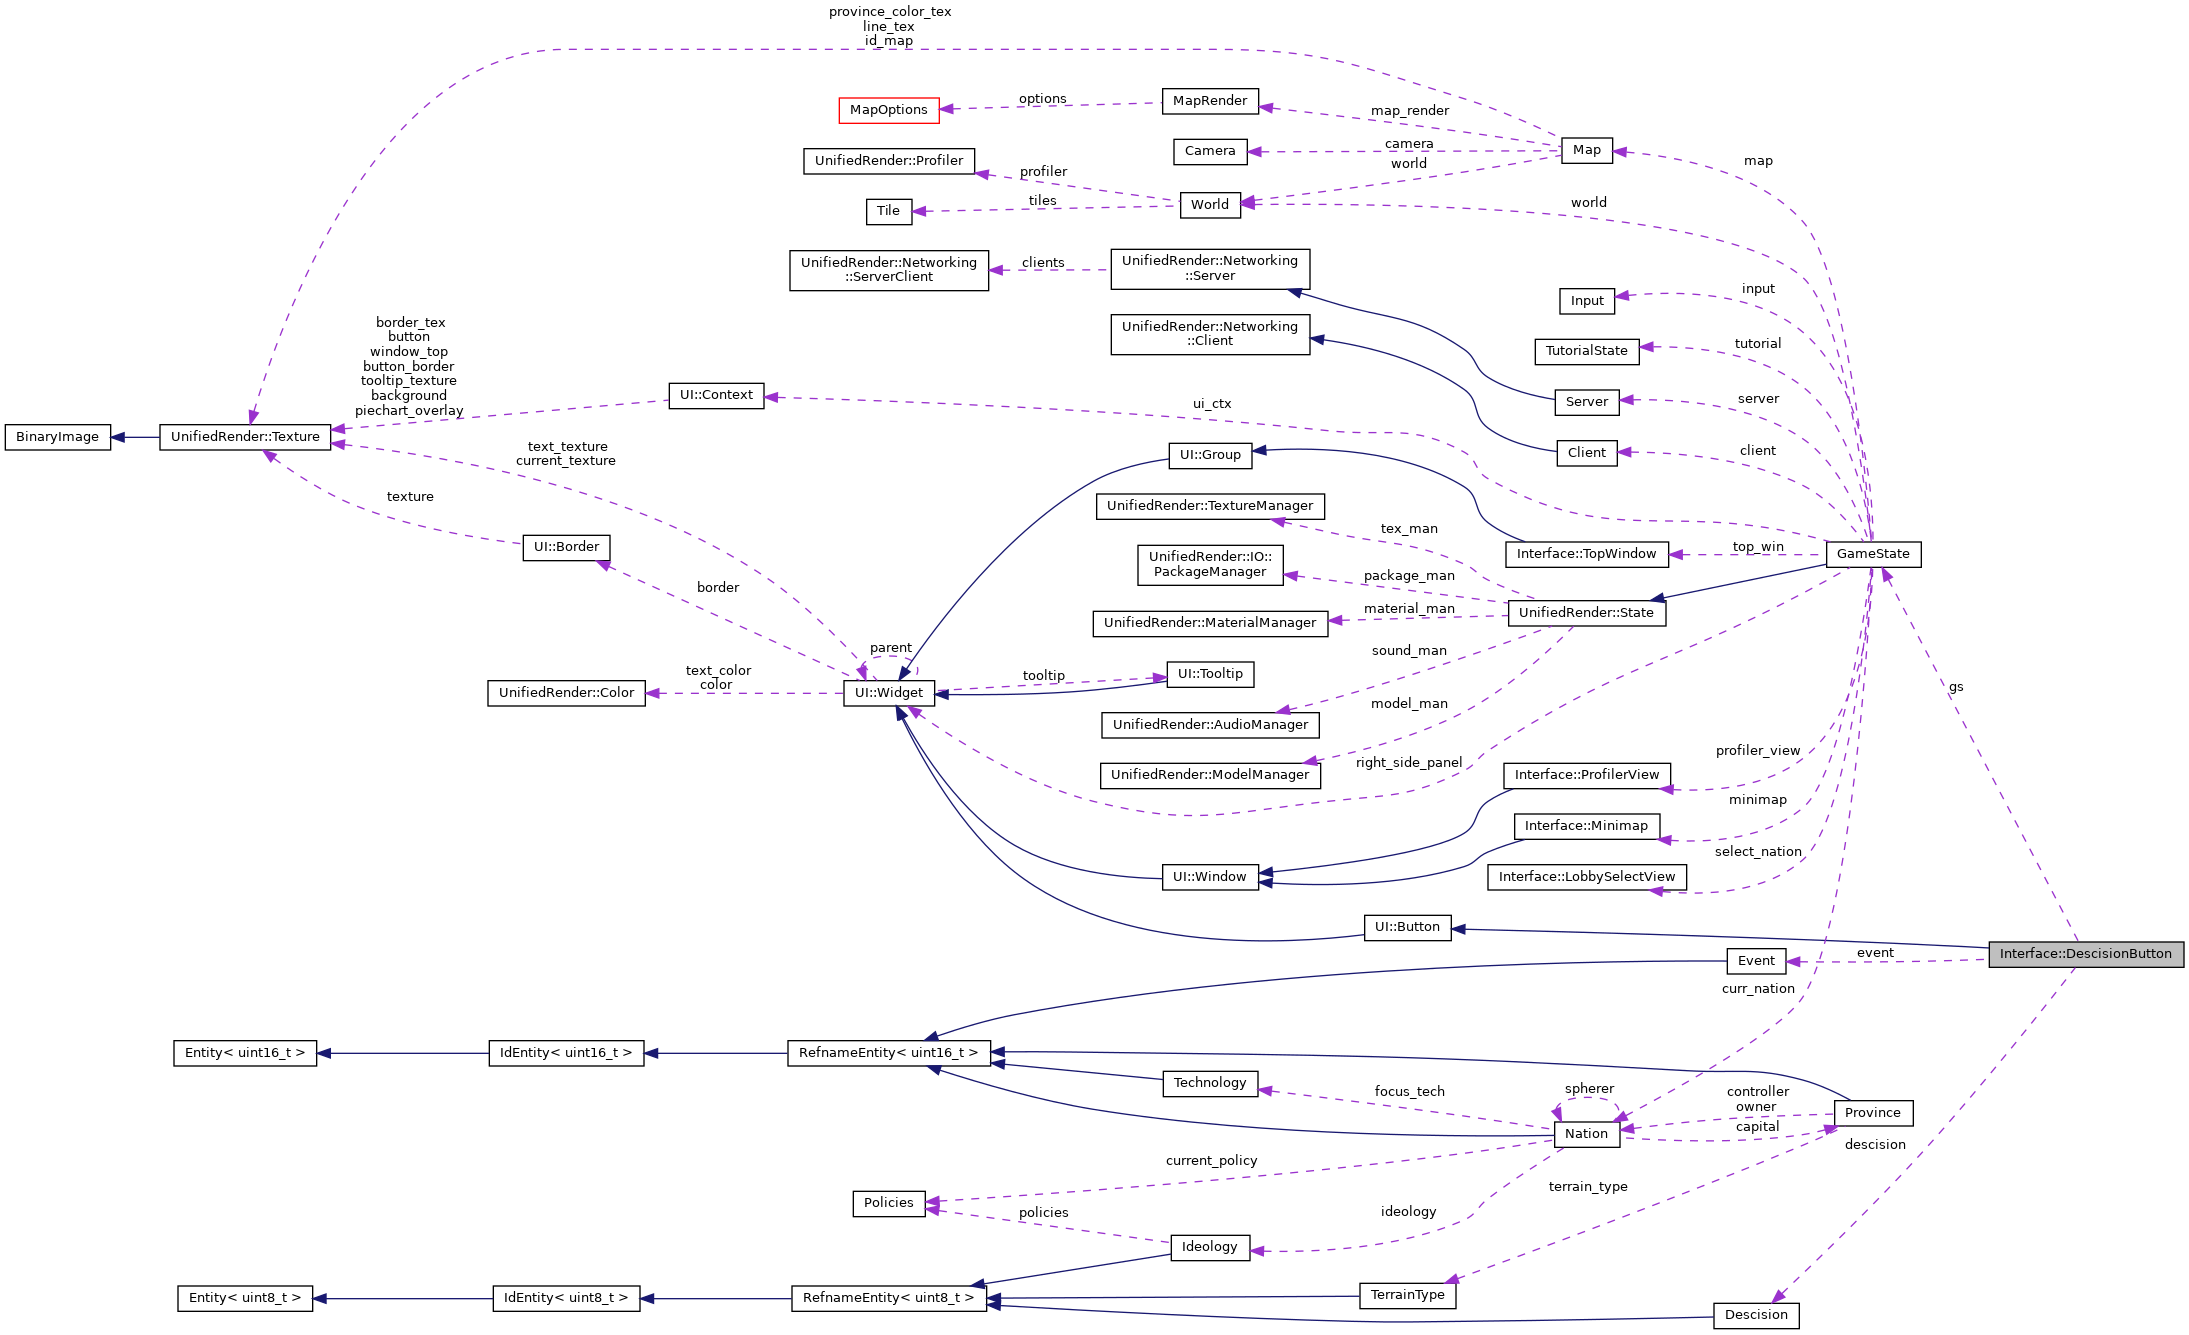 province_color_tex
line_tex
id_map
MapOptions
options
MapRender
map_render
Camera
camera
Map
map
UnifiedRender::Profiler
profiler
world
Tile
tiles
World
world
UnifiedRender::Networking
::ServerClient
clients
UnifiedRender::Networking
::Server
Input
input
UnifiedRender::Networking
::Client
TutorialState
tutorial
border_tex
button
window_top
button_border
tooltip_texture
background
piechart_overlay
UI::Context
ui_ctx
Server
server
BinaryImage
UnifiedRender::Texture
text_texture
current_texture
UI::Group
Client
client
texture
UnifiedRender::TextureManager
tex_man
UI::Border
UnifiedRender::IO::
PackageManager
package_man
Interface::TopWindow
top_win
GameState
border
UnifiedRender::MaterialManager
material_man
UnifiedRender::State
parent
sound_man
UnifiedRender::Color
text_color
color
UI::Widget
tooltip
UI::Tooltip
gs
UnifiedRender::AudioManager
model_man
UnifiedRender::ModelManager
right_side_panel
Interface::ProfilerView
profiler_view
Interface::Minimap
minimap
UI::Window
Interface::LobbySelectView
select_nation
UI::Button
Event
event
Interface::DescisionButton
curr_nation
Entity< uint16_t >
IdEntity< uint16_t >
RefnameEntity< uint16_t >
Technology
focus_tech
spherer
controller
owner
Province
Nation
capital
descision
current_policy
terrain_type
Policies
policies
ideology
Ideology
Entity< uint8_t >
IdEntity< uint8_t >
RefnameEntity< uint8_t >
TerrainType
Descision